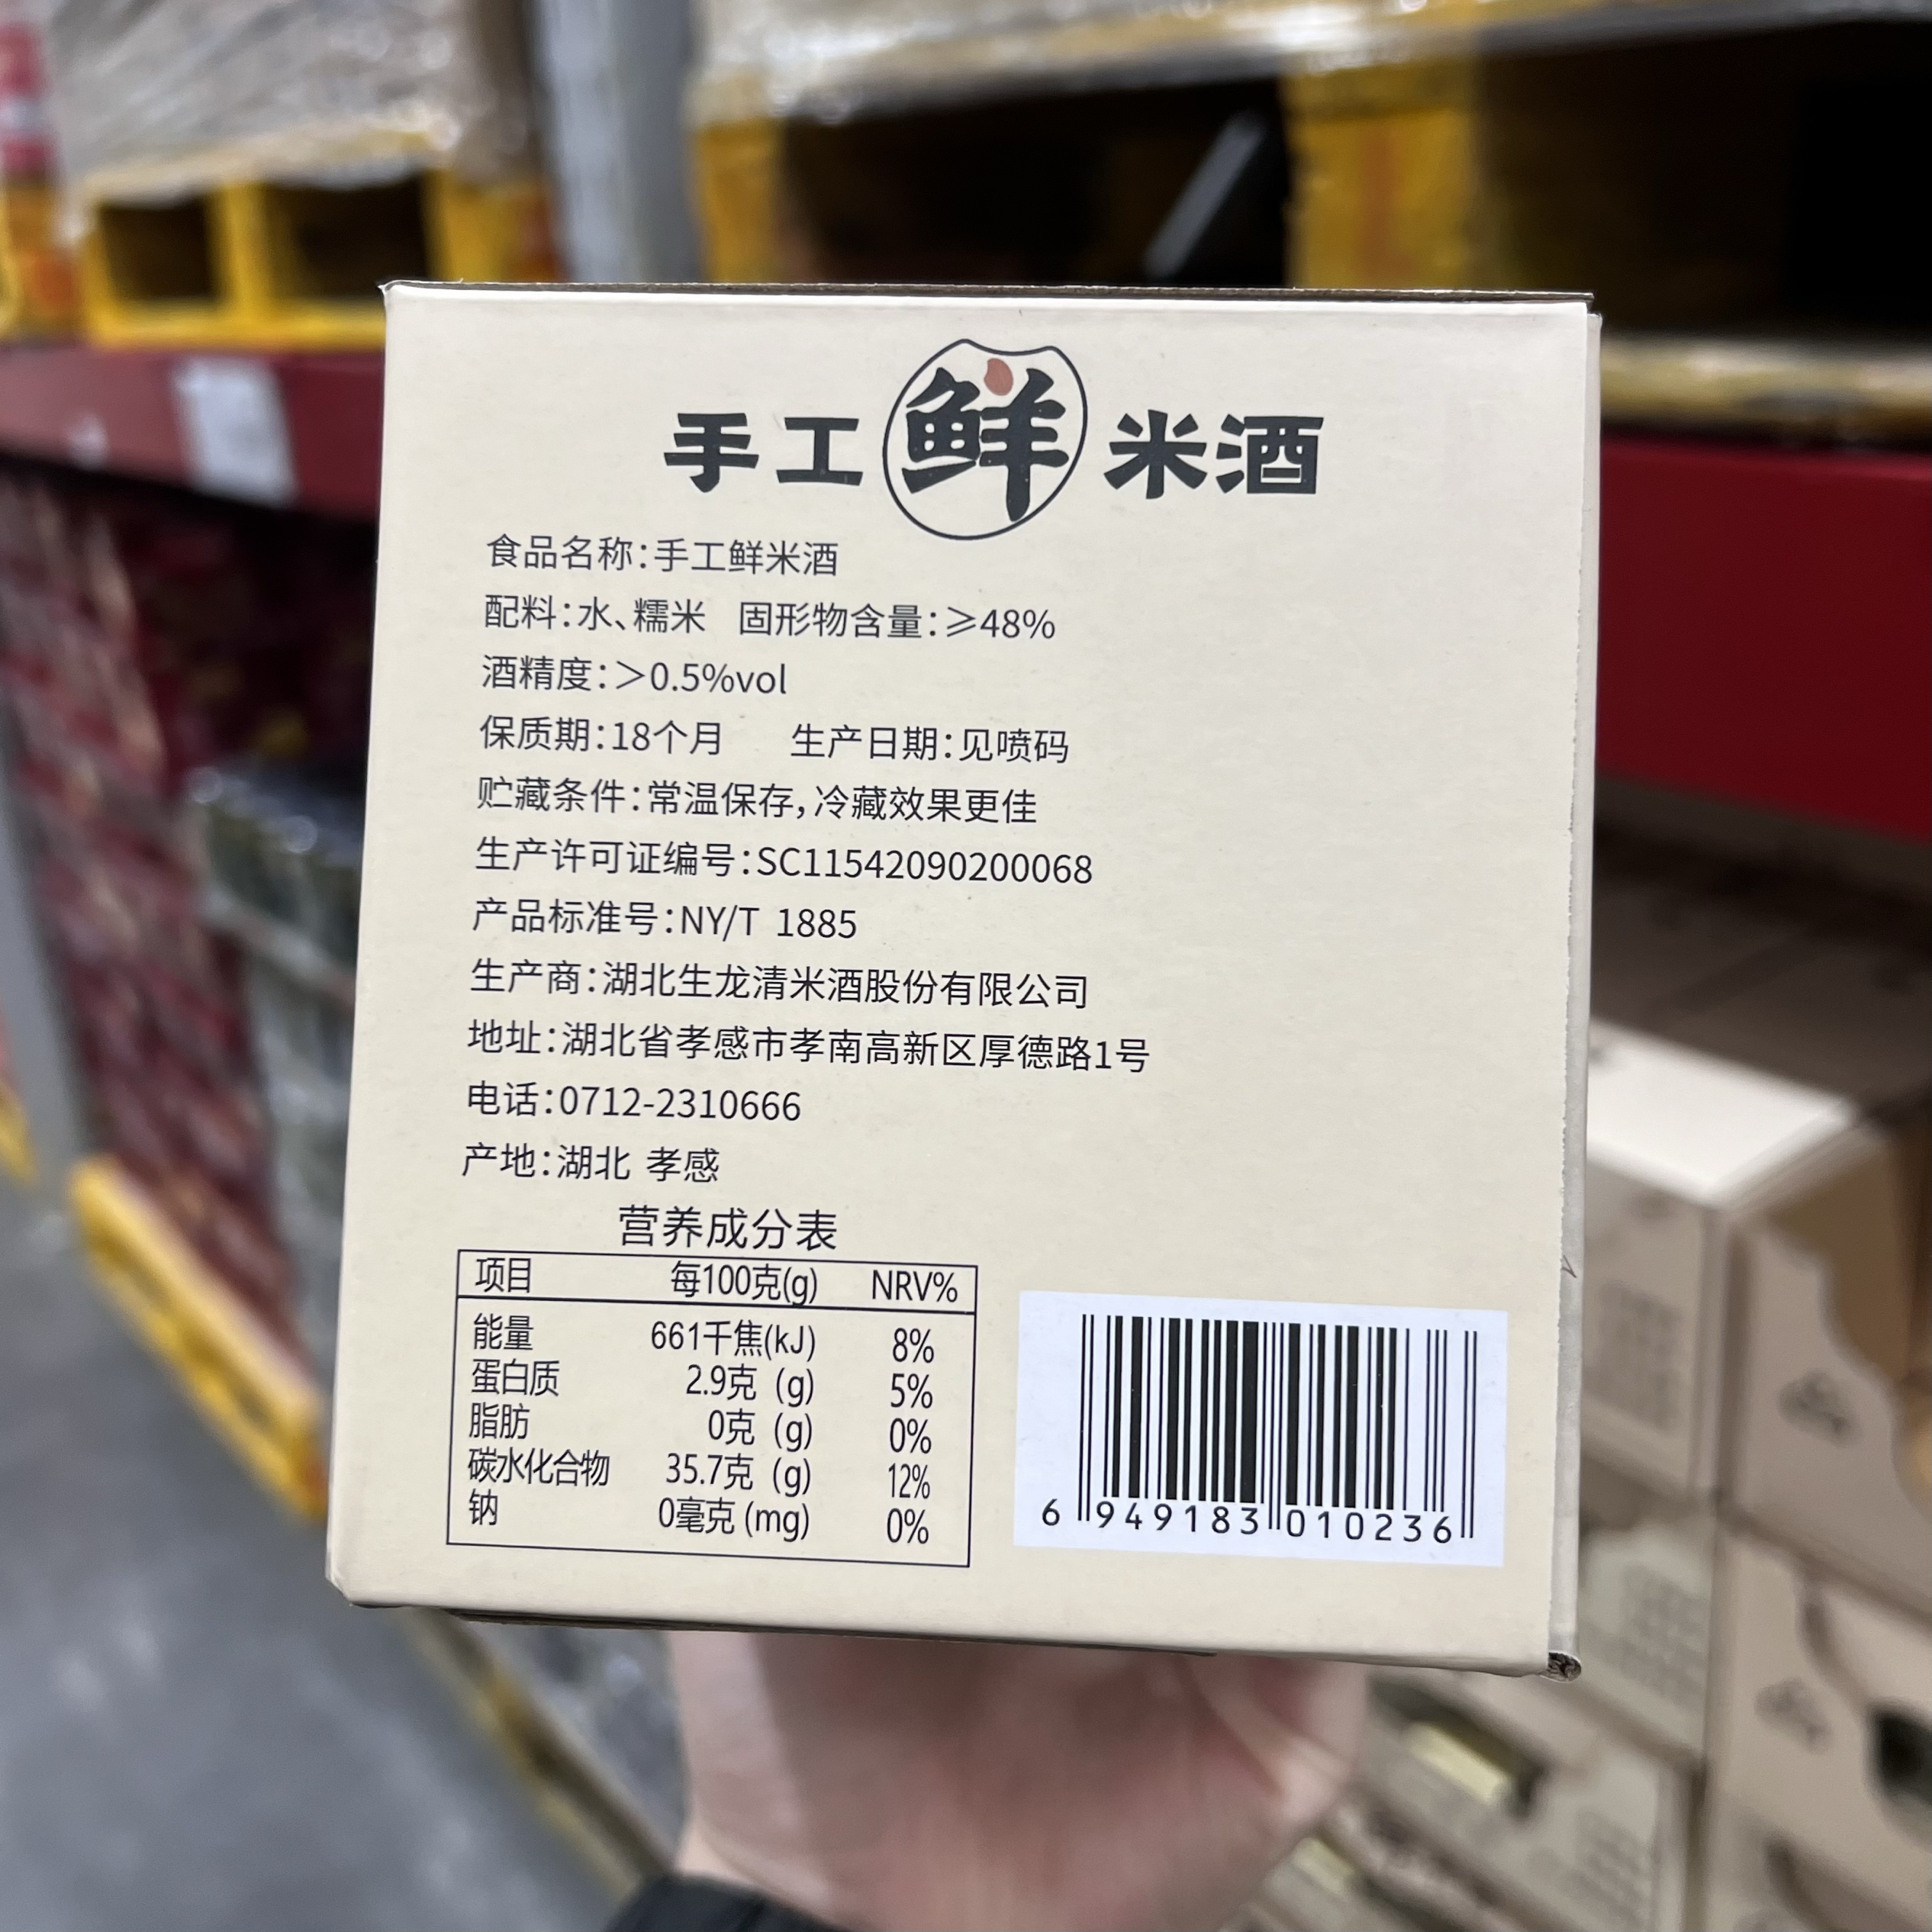 手工鲜米酒
食品名称:手工鲜米酒
配料:水、糯米 固形物含量:≥48%
酒精度:>0.5%vol
保质期:18个月 生产日期:见喷码
贮藏条件:常温保存,冷藏效果更佳
生产许可证编号:SC11542090200068
产品标准号:NY/T 1885
生产商:湖北生龙清米酒股份有限公司
地址:湖北省孝感市孝南高新区厚德路1号
电话:0712-2310666
产地:湖北 孝感
营养成分表
项目 每100克(g) NRV%
能量 661千焦(kJ) 8%
蛋白质 2.9克 (g) 5%
脂肪 0克 (g) 0%
碳水化合物 35.7克 (g) 12%
钠 0毫克 (mg) 0%
6 949183 010236